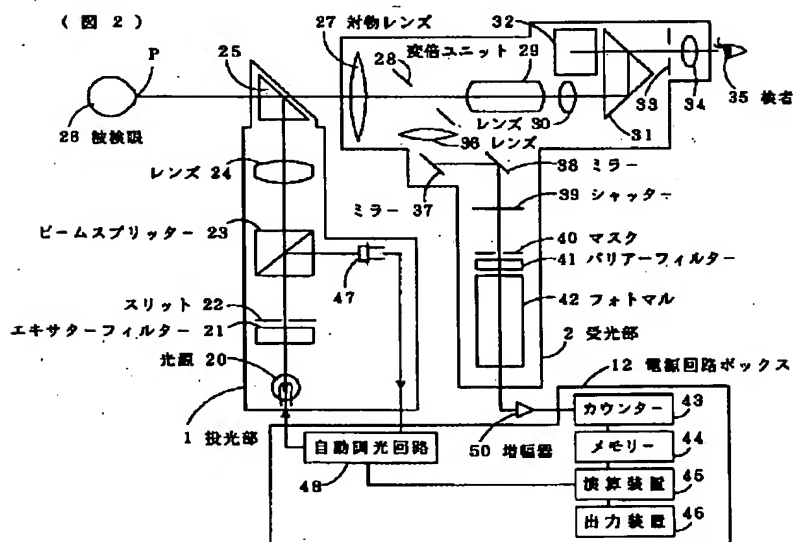 (図 2)
27 対物レンズ
32
変倍ユニット
25
28
29
P
33
34
35 検者
26 被検眼
レンズ 30
31
36 レンズ
レンズ 24
38 ミラー
ミラー 37
39 シャッター
ビームスプリッター 23
40 マスク
47
41 バリアーフィルター
スリット 22
42 フォトマル
エキサターフィルター 21
2 受光部
光源 20
12 電源回路ボックス
カウンター
43
1 投光部
50 増幅器
自動調光回路
メモリー
44
48
演算装置
45
出力装置
46